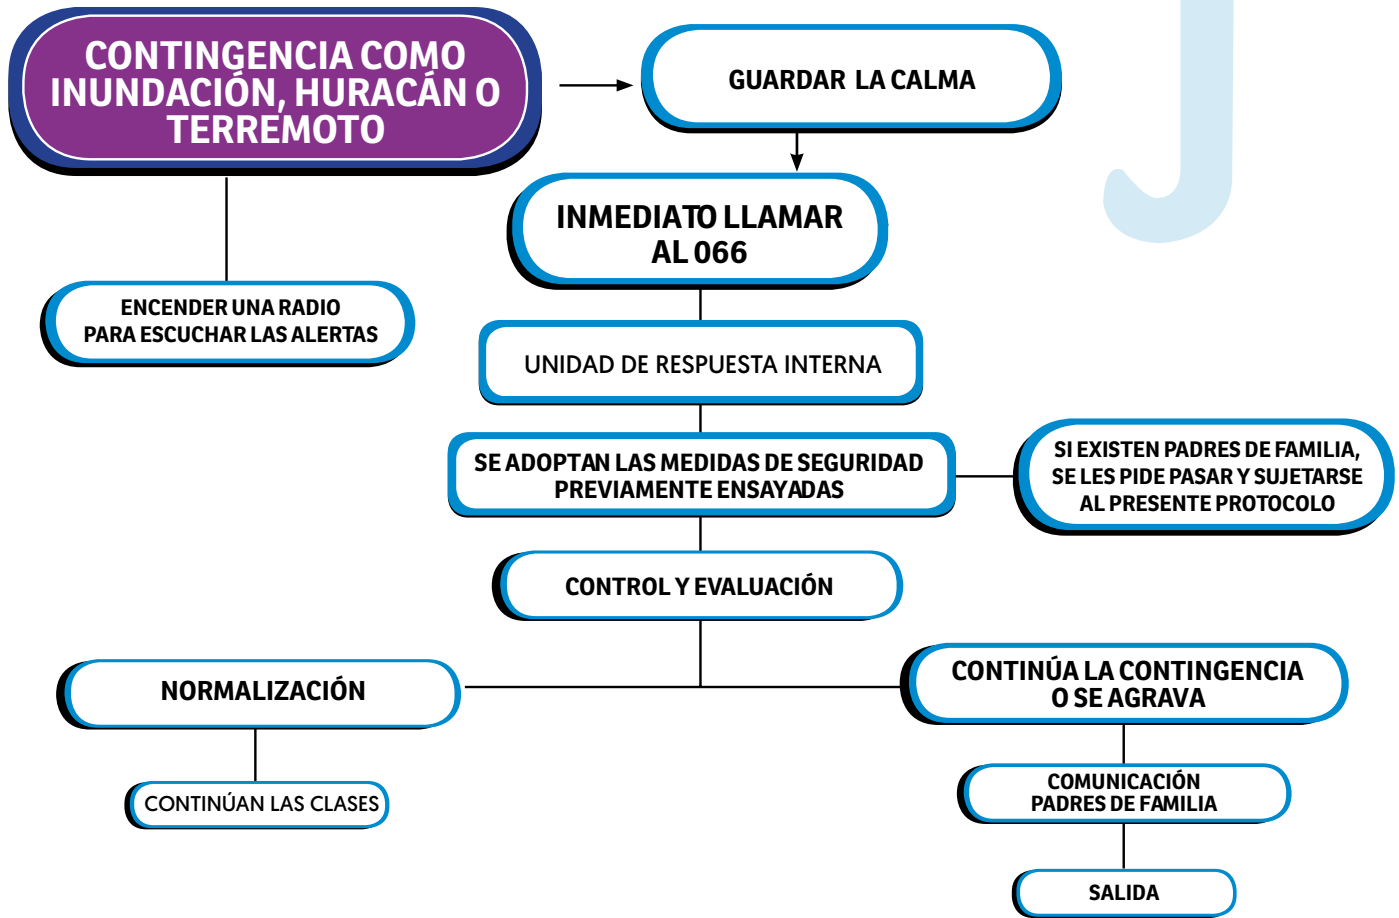 CONTINGENCIA COMO
INUNDACIÓN, HURACÁN O
TERREMOTO
GUARDAR LA CALMA
INMEDIATO LLAMAR
AL 066
ENCENDER UNA RADIO
PARA ESCUCHAR LAS ALERTAS
UNIDAD DE RESPUESTA INTERNA
SE ADOPTAN LAS MEDIDAS DE SEGURIDAD
PREVIAMENTE ENSAYADAS
SI EXISTEN PADRES DE FAMILIA,
SE LES PIDE PASAR Y SUJETARSE
AL PRESENTE PROTOCOLO
CONTROL Y EVALUACIÓN
NORMALIZACIÓN
CONTINÚA LA CONTINGENCIA
O SE AGRAVA
CONTINÚAN LAS CLASES
COMUNICACIÓN
PADRES DE FAMILIA
SALIDA